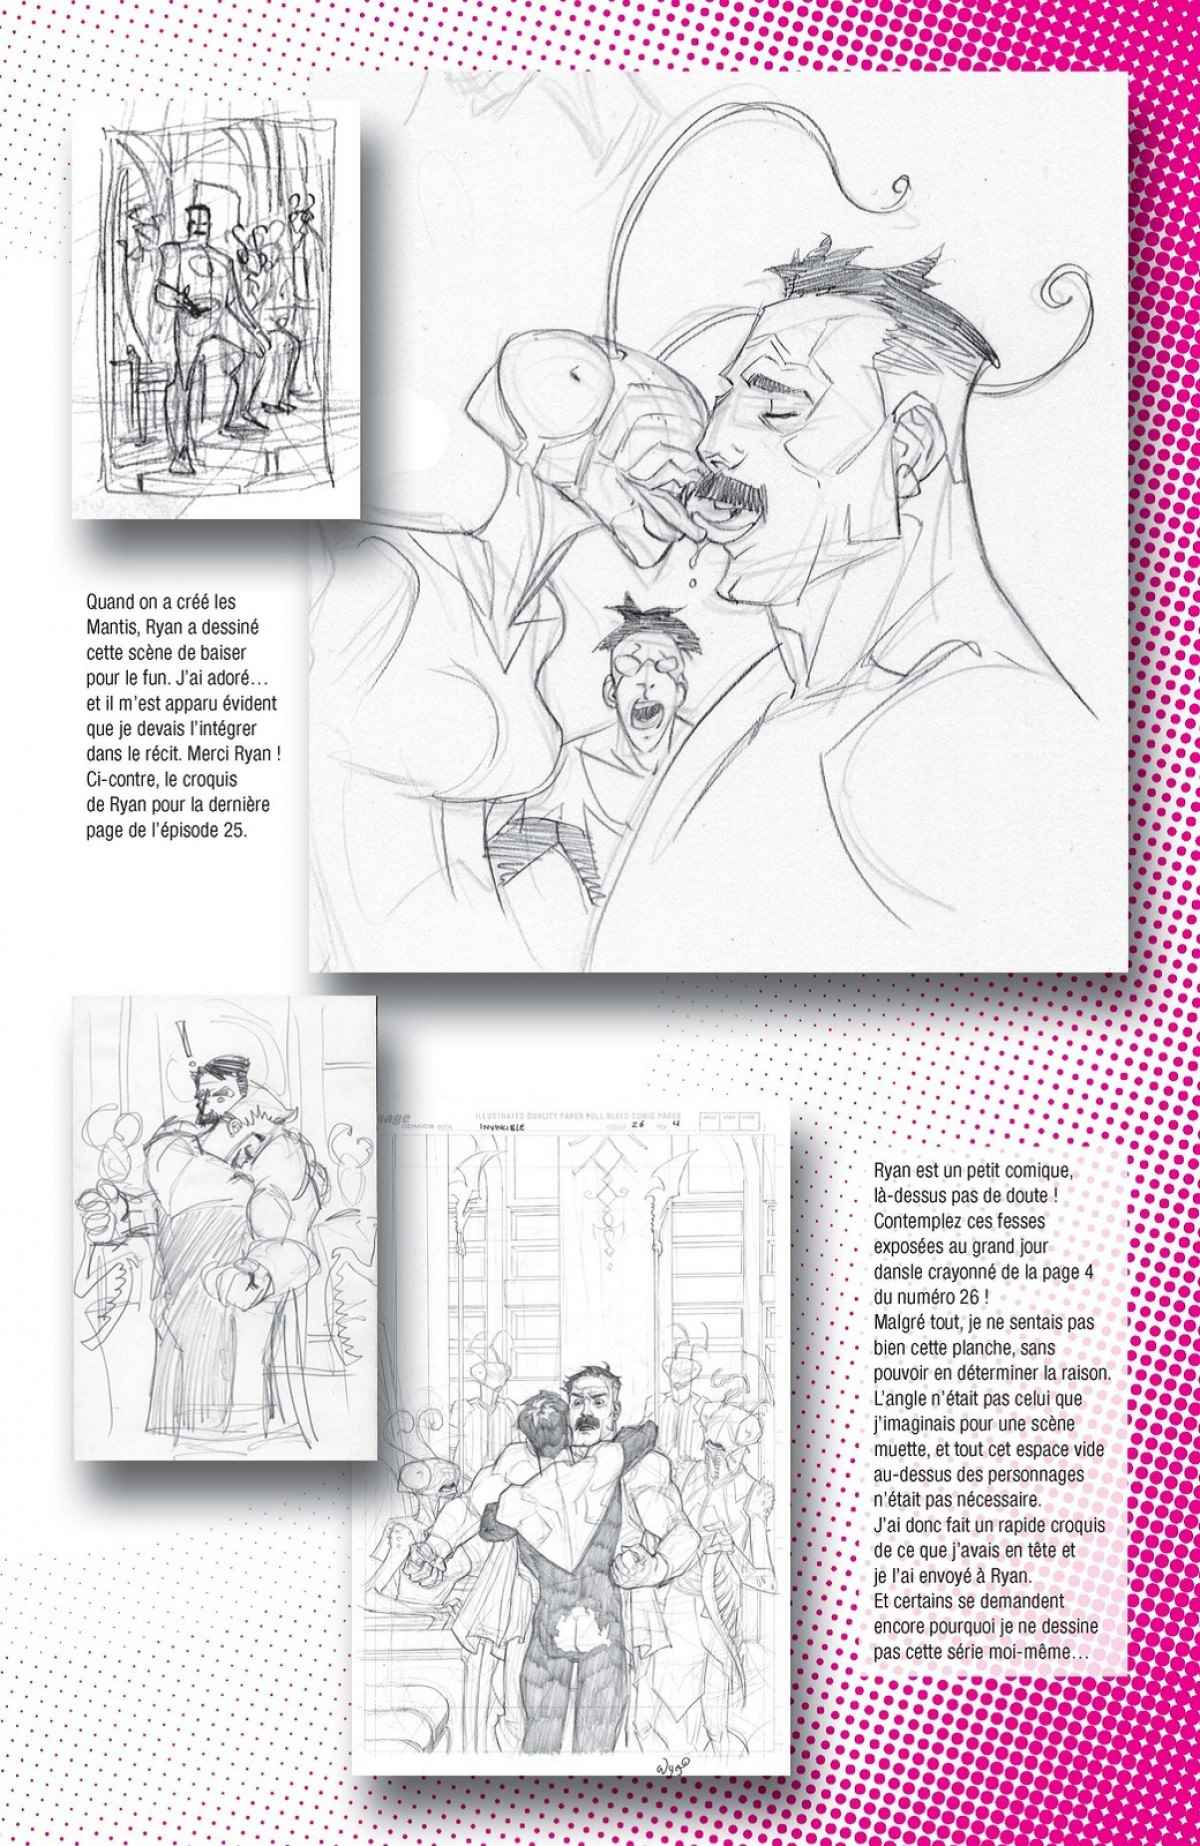 Quand on a créé les
Mantis, Ryan a dessiné
cette scène de baiser
pour le fun. J'ai adoré…
et il m'est apparu évident
que je devais l'intégrer
dans le récit. Merci Ryan !
Ci-contre, le croquis
de Ryan pour la dernière
page de l'épisode 25.
!
ILLUSTRATED QUALITY PAPER FULL BLEED COMIC PAGES
INVINCIBLE 26 4
Ryan est un petit comique,
là-dessus pas de doute !
Contemplez ces fesses
exposées au grand jour
dansle crayonné de la page 4
du numéro 26 !
Malgré tout, je ne sentais pas
bien cette planche, sans
pouvoir en déterminer la raison.
L'angle n'était pas celui que
j'imaginais pour une scène
muette, et tout cet espace vide
au-dessus des personnages
n'était pas nécessaire.
J'ai donc fait un rapide croquis
de ce que j'avais en tête et
je l'ai envoyé à Ryan.
Et certains se demandent
encore pourquoi je ne dessine
pas cette série moi-même…